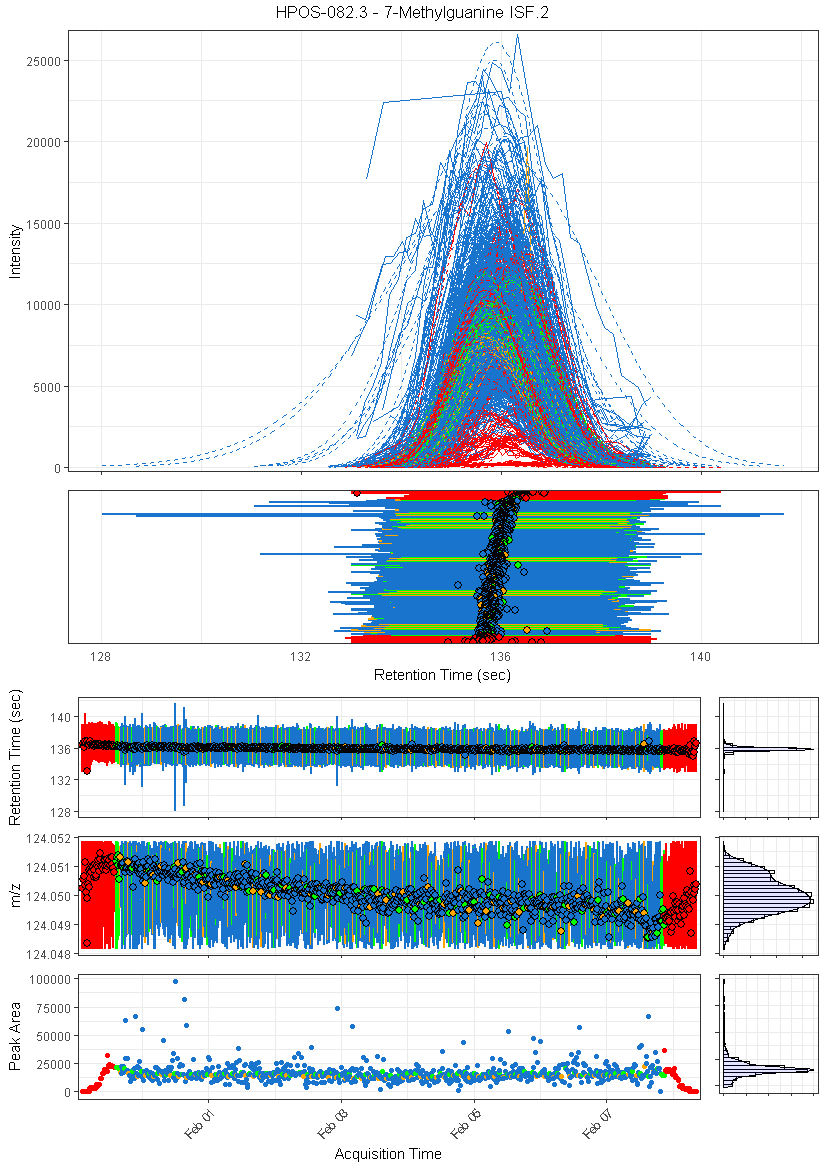 HPOS-082.3 - 7-Methylguanine ISF.2
25000
20000
15000
10000
5000
0
Intensity
128
132
136
140
Retention Time (sec)
140
136
132
128
Retention Time (sec)
124.052
124.051
124.050
124.049
124.048
m/z
100000
75000
50000
25000
0
Peak Area
Feb 01
Feb 03
Feb 05
Feb 07
Acquisition Time